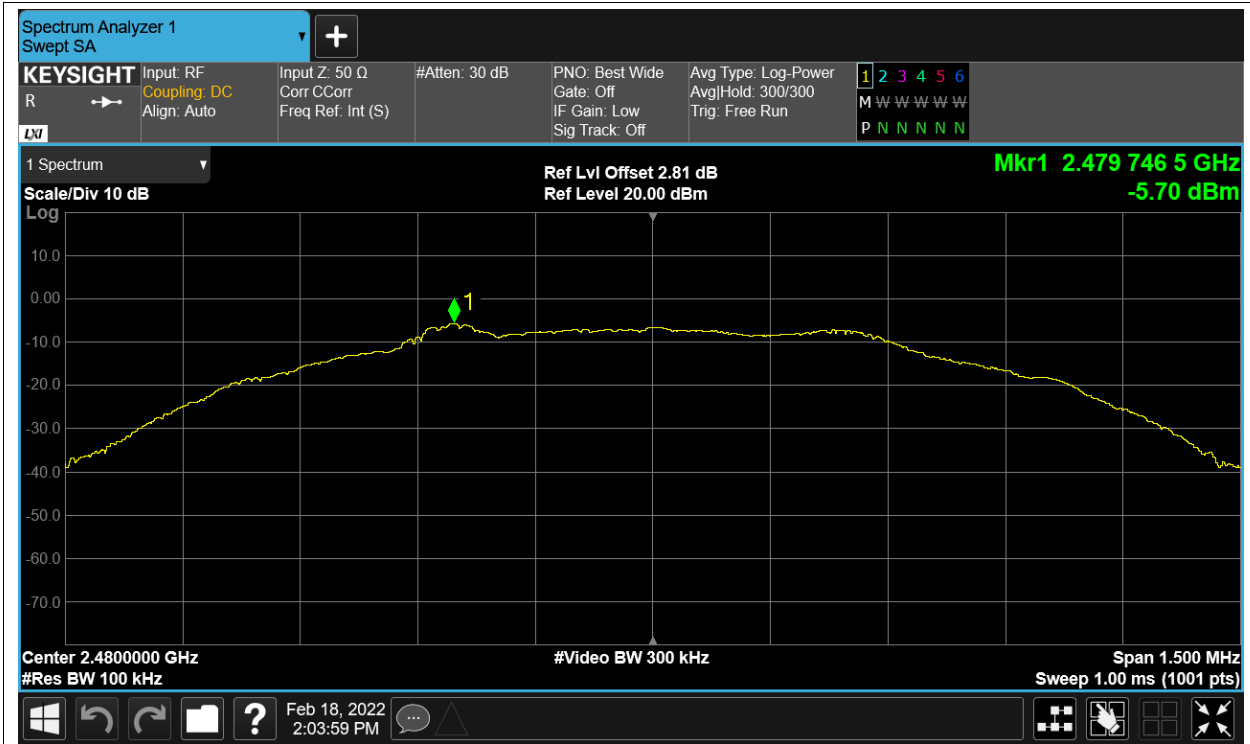 Spectrum Analyzer 1
Swept SA
KEYSIGHT
R
LXI
Input: RF
Coupling: DC
Align: Auto
Input Z: 50 Ω
Corr CCorr
Freq Ref: Int (S)
#Atten: 30 dB
PNO: Best Wide
Gate: Off
IF Gain: Low
Sig Track: Off
Avg Type: Log-Power
Avg|Hold: 300/300
Trig: Free Run
1 2 3 4 5 6
M W W W W W
P N N N N N
1 Spectrum
Scale/Div 10 dB
Ref Lvl Offset 2.81 dB
Ref Level 20.00 dBm
Mkr1 2.479 746 5 GHz
-5.70 dBm
Log
10.0
0.00
-10.0
-20.0
-30.0
-40.0
-50.0
-60.0
-70.0
1
Center 2.4800000 GHz
#Res BW 100 kHz
#Video BW 300 kHz
Span 1.500 MHz
Sweep 1.00 ms (1001 pts)
?
Feb 18, 2022
2:03:59 PM